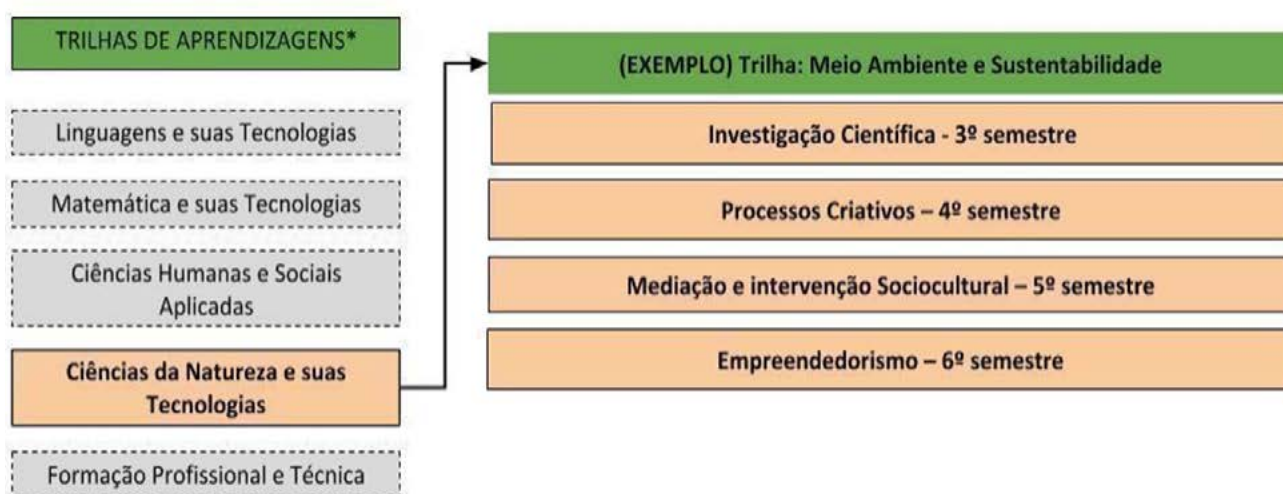 TRILHAS DE APRENDIZAGENS*
Linguagens e suas Tecnologias
Matemática e suas Tecnologias
Ciências Humanas e Sociais
Aplicadas
Ciências da Natureza e suas
Tecnologias
Formação Profissional e Técnica
(EXEMPLO) Trilha: Meio Ambiente e Sustentabilidade
Investigação Científica - 3º semestre
Processos Criativos – 4º semestre
Mediação e intervenção Sociocultural – 5º semestre
Empreendedorismo – 6º semestre